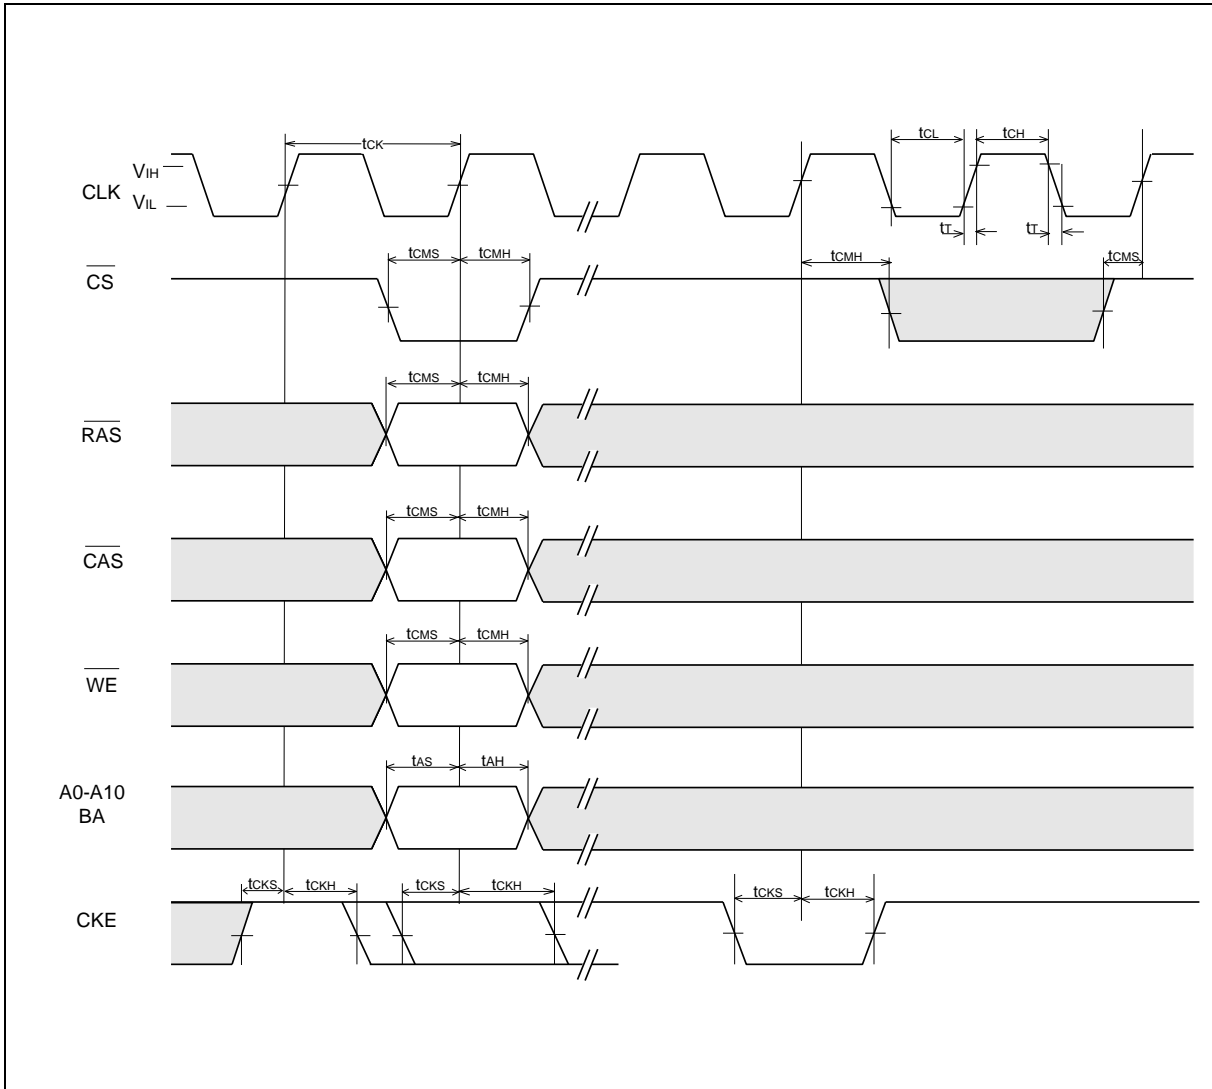 tCK tCL tCH
VIH
CLK
VIL
tT tT
tCMS tCMH tCMH tCMS
CS
tCMS tCMH
RAS
tCMS tCMH
CAS
tCMS tCMH
WE
tAS tAH
A0-A10
BA
tCKS tCKH tCKS tCKH tCKS tCKH
CKE